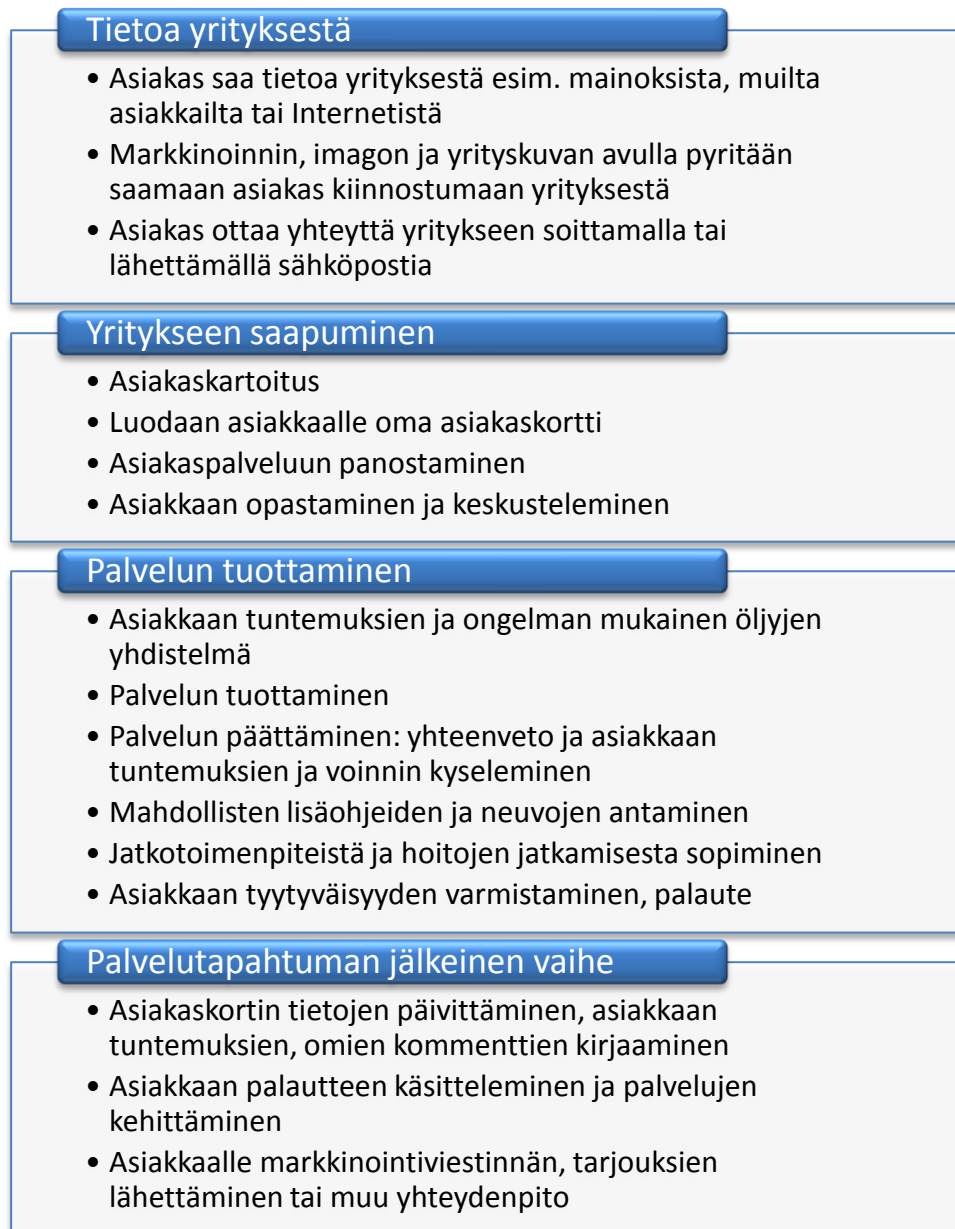 Tietoa yrityksestä
• Asiakas saa tietoa yrityksestä esim. mainoksista, muilta
asiakkailta tai Internetistä
• Markkinoinnin, imagon ja yrityskuvan avulla pyritään
saamaan asiakas kiinnostumaan yrityksestä
• Asiakas ottaa yhteyttä yritykseen soittamalla tai
lähettämällä sähköpostia
Yritykseen saapuminen
• Asiakaskartoitus
• Luodaan asiakkaalle oma asiakaskortti
• Asiakaspalveluun panostaminen
• Asiakkaan opastaminen ja keskusteleminen
Palvelun tuottaminen
• Asiakkaan tuntemuksien ja ongelman mukainen öljyjen
yhdistelmä
• Palvelun tuottaminen
• Palvelun päättäminen: yhteenveto ja asiakkaan
tuntemuksien ja voinnin kyseleminen
• Mahdollisten lisäohjeiden ja neuvojen antaminen
• Jatkotoimenpiteistä ja hoitojen jatkamisesta sopiminen
• Asiakkaan tyytyväisyyden varmistaminen, palaute
Palvelutapahtuman jälkeinen vaihe
• Asiakaskortin tietojen päivittäminen, asiakkaan
tuntemuksien, omien kommenttien kirjaaminen
• Asiakkaan palautteen käsitteleminen ja palvelujen
kehittäminen
• Asiakkaalle markkinointiviestinnän, tarjouksien
lähettäminen tai muu yhteydenpito